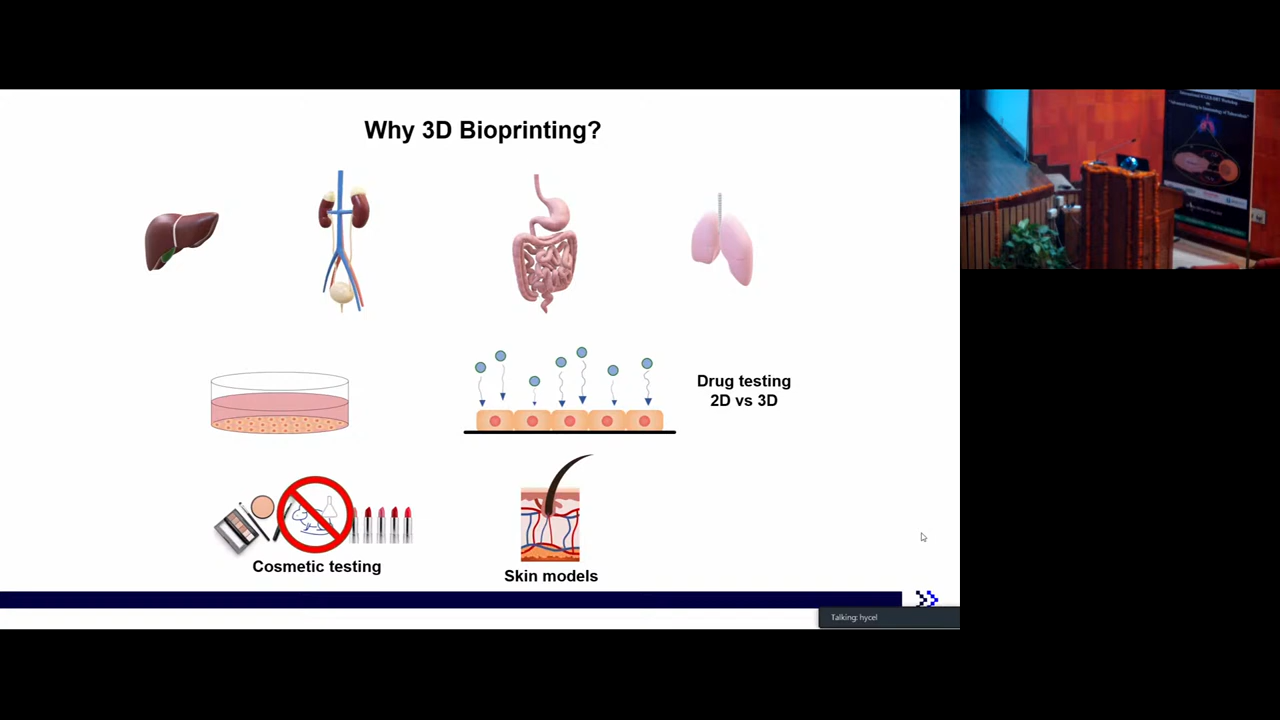 Why 3D Bioprinting?
Drug testing
2D vs 3D
Cosmetic testing
Skin models
Talking: hycel